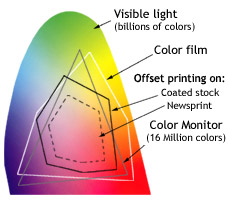 Visible light
(billions of colors)
Color film
Offset printing on:
Coated stock
Newsprint
Color Monitor
(16 Million colors)